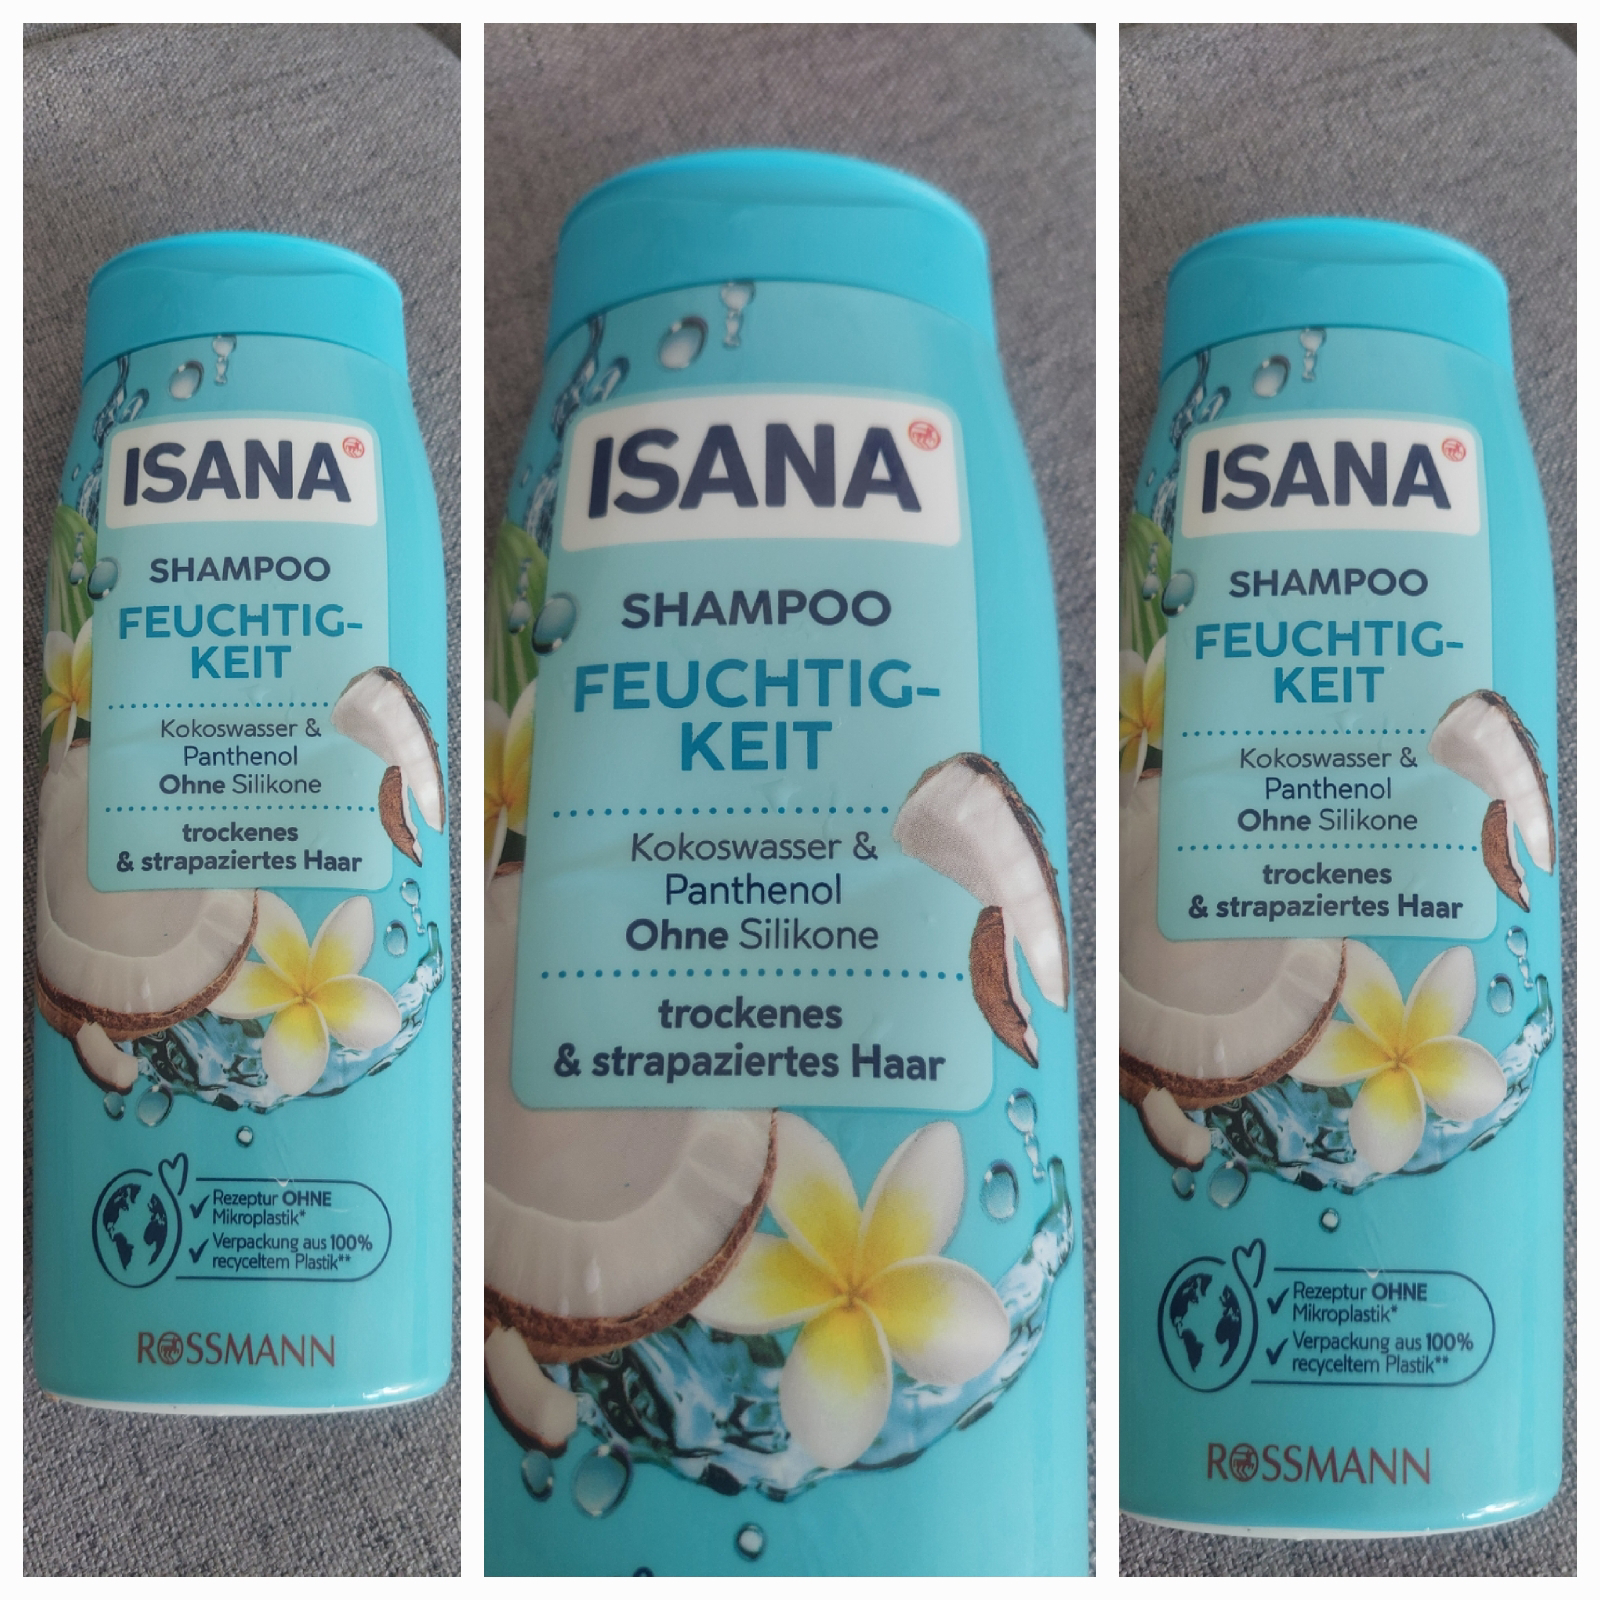 ISANA
SHAMPOO
FEUCHTIG-
KEIT
Kokoswasser &
Panthenol
Ohne Silikone
trockenes
& strapaziertes Haar
Rezeptur OHNE
Mikroplastik*
Verpackung aus 100%
recyceltem Plastik**
ROSSMANN
ISANA
SHAMPOO
FEUCHTIG-
KEIT
Kokoswasser &
Panthenol
Ohne Silikone
trockenes
& strapaziertes Haar
ISANA
SHAMPOO
FEUCHTIG-
KEIT
Kokoswasser &
Panthenol
Ohne Silikone
trockenes
& strapaziertes Haar
Rezeptur OHNE
Mikroplastik*
Verpackung aus 100%
recyceltem Plastik**
ROSSMANN